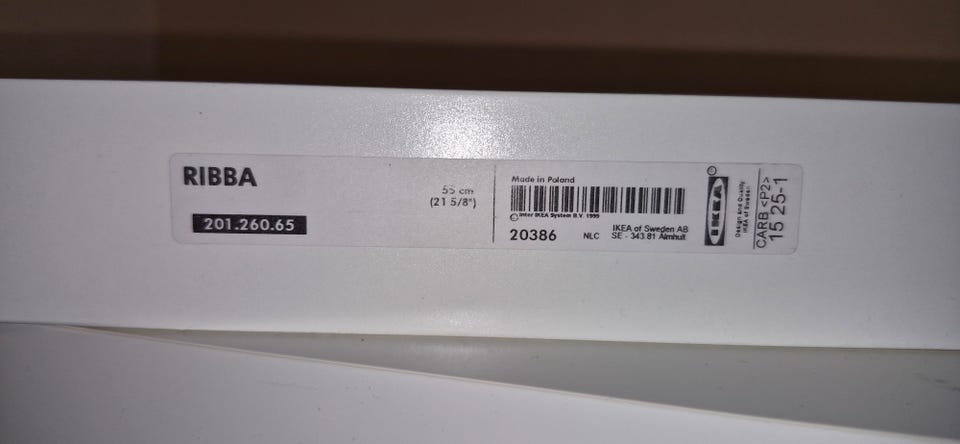 RIBBA
201.260.65
55 cm
(21 5/8")
Made in Poland
© Inter IKEA System B.V. 1999
20386
NLC
IKEA of Sweden AB
SE - 343 81 Älmhult
IKEA
Design and Quality
IKEA of Sweden
CARB <P2>
15 25-1